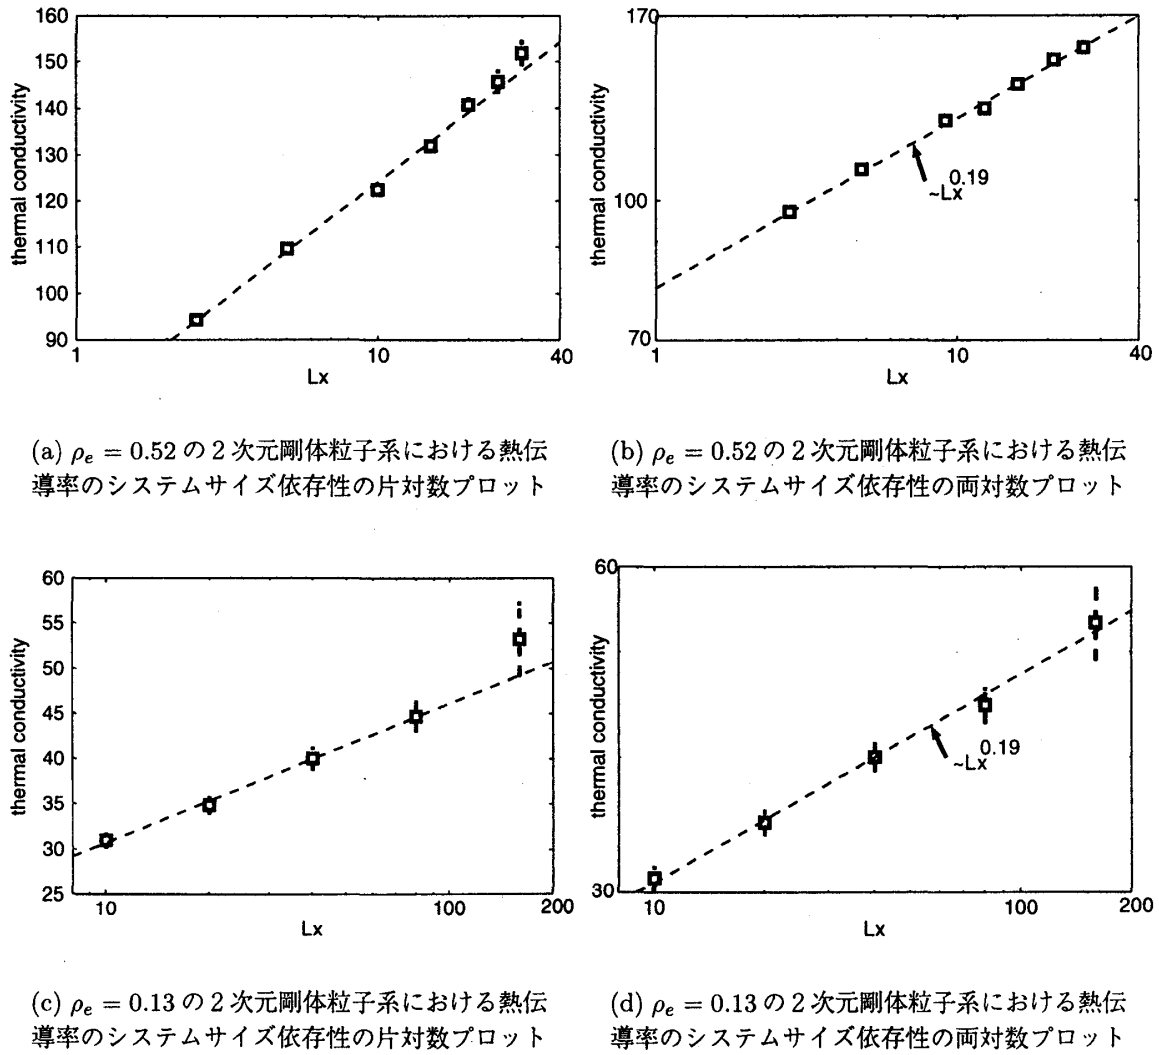 160
150
140
130
120
110
100
90
thermal conductivity
1
10
40
Lx
170
100
70
thermal conductivity
~Lx^0.19
1
10
40
Lx
(a) ρe = 0.52 の 2 次元剛体粒子系における熱伝
導率のシステムサイズ依存性の片対数プロット
(b) ρe = 0.52 の 2 次元剛体粒子系における熱伝
導率のシステムサイズ依存性の両対数プロット
60
55
50
45
40
35
30
25
thermal conductivity
10
100
200
Lx
60
30
thermal conductivity
~Lx^0.19
10
100
200
Lx
(c) ρe = 0.13 の 2 次元剛体粒子系における熱伝
導率のシステムサイズ依存性の片対数プロット
(d) ρe = 0.13 の 2 次元剛体粒子系における熱伝
導率のシステムサイズ依存性の両対数プロット